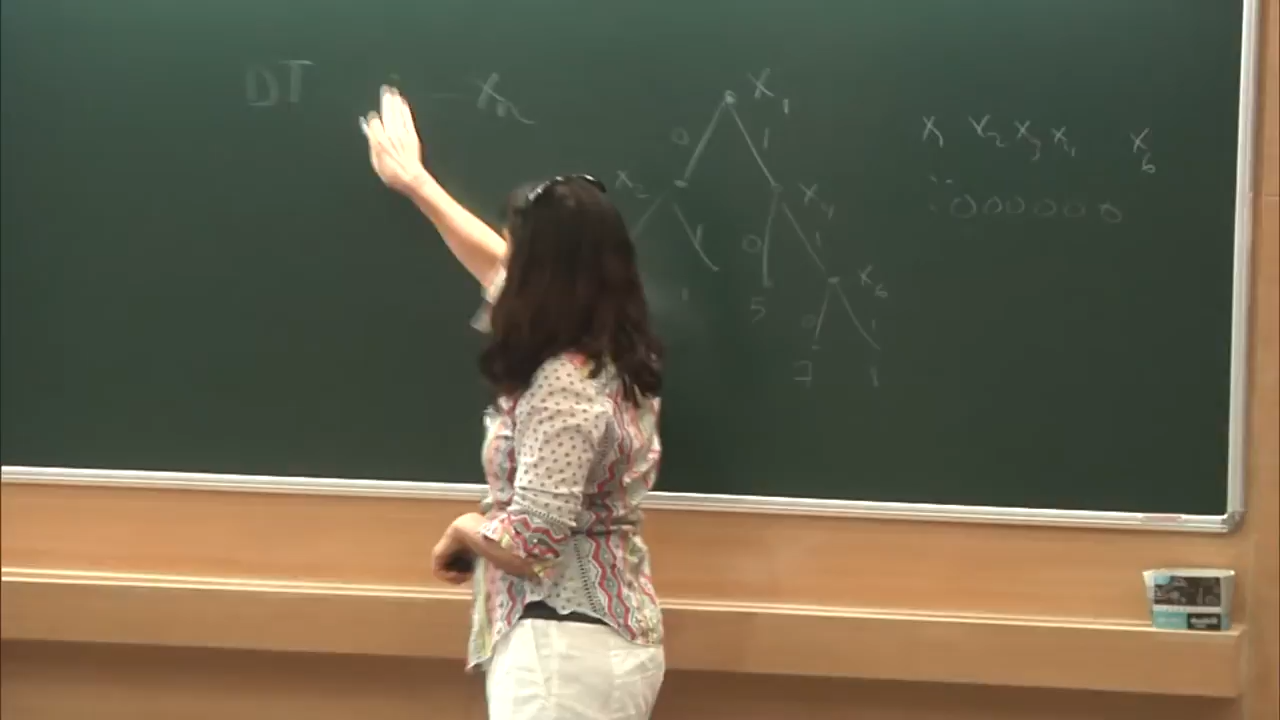 DT — Xn
X1
0 1
X2 X4
1 0 1
1 5 X6
0 1
7 1
X1 X2 X3 X4 X6
0 0 0 0 0 0